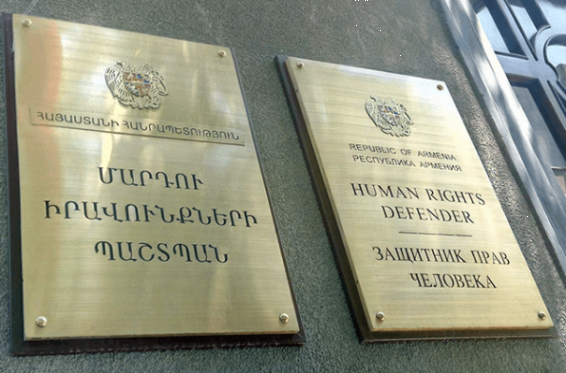 ՀԱՅԱՍՏԱՆԻ ՀԱՆՐԱՊԵՏՈՒԹՅՈՒՆ
ՄԱՐԴՈՒ
ԻՐԱՎՈՒՆՔՆԵՐԻ
ՊԱՇՏՊԱՆ
REPUBLIC OF ARMENIA
РЕСПУБЛИКА АРМЕНИЯ
HUMAN RIGHTS
DEFENDER
ЗАЩИТНИК ПРАВ
ЧЕЛОВЕКА